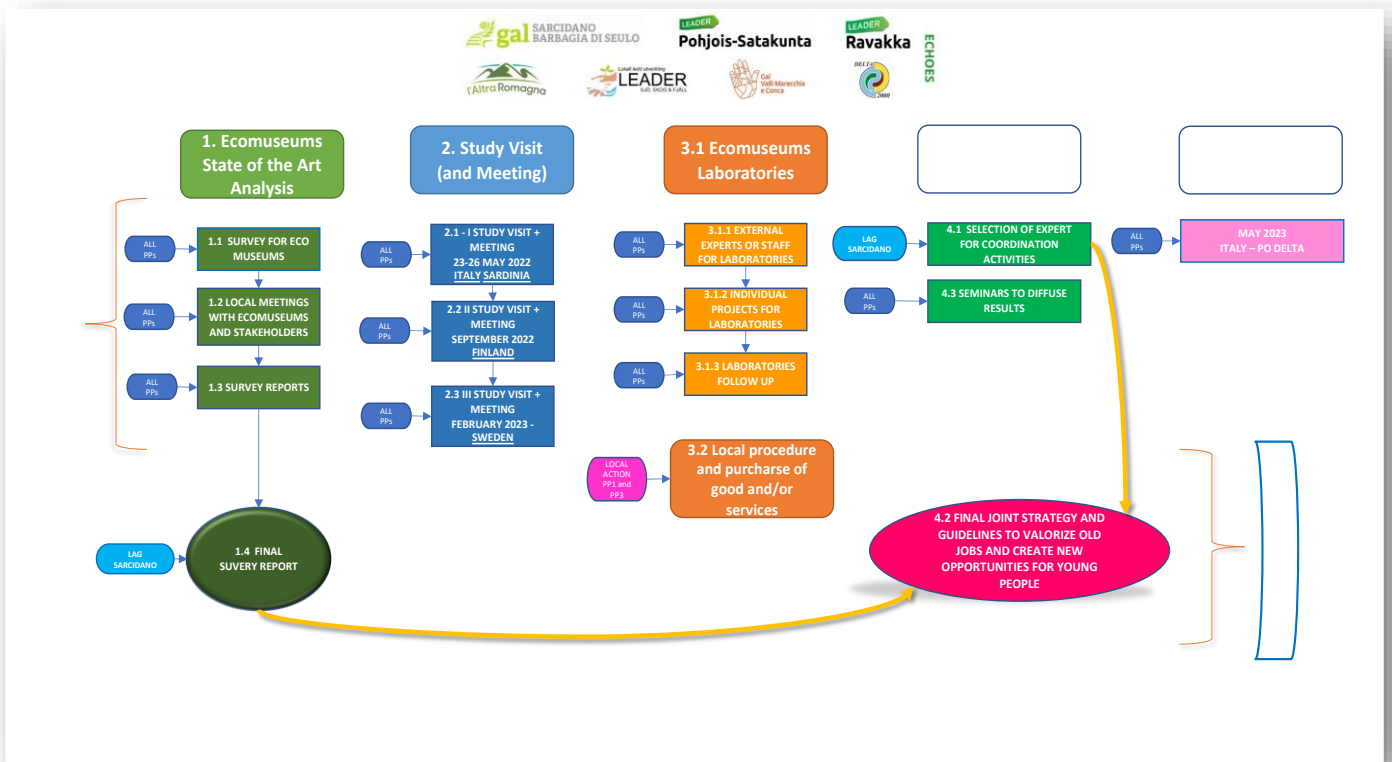 gal SARCIDANO
BARBAGIA DI SEULO
LEADER
Pohjois-Satakunta
LEADER
Ravakka
ECHOES
l'Altra Romagna
Lokalt ledd utveckling
LEADER
SJÖ, SKOG & FJÄLL
Gal
Valli Marecchia
e Conca
DELTA
2000
1. Ecomuseums
State of the Art
Analysis
2. Study Visit
(and Meeting)
3.1 Ecomuseums
Laboratories
ALL
PPs
1.1 SURVEY FOR ECO
MUSEUMS
ALL
PPs
1.2 LOCAL MEETINGS
WITH ECOMUSEUMS
AND STAKEHOLDERS
ALL
PPs
1.3 SURVEY REPORTS
LAG
SARCIDANO
1.4 FINAL
SUVERY REPORT
ALL
PPs
2.1 - I STUDY VISIT +
MEETING
23-26 MAY 2022
ITALY SARDINIA
ALL
PPs
2.2 II STUDY VISIT +
MEETING
SEPTEMBER 2022
FINLAND
ALL
PPs
2.3 III STUDY VISIT +
MEETING
FEBRUARY 2023 -
SWEDEN
ALL
PPs
3.1.1 EXTERNAL
EXPERTS OR STAFF
FOR LABORATORIES
ALL
PPs
3.1.2 INDIVIDUAL
PROJECTS FOR
LABORATORIES
ALL
PPs
3.1.3 LABORATORIES
FOLLOW UP
LOCAL
ACTION
PP1 and
PP3
3.2 Local procedure
and purcharse of
good and/or
services
LAG
SARCIDANO
4.1 SELECTION OF EXPERT
FOR COORDINATION
ACTIVITIES
ALL
PPs
4.3 SEMINARS TO DIFFUSE
RESULTS
4.2 FINAL JOINT STRATEGY AND
GUIDELINES TO VALORIZE OLD
JOBS AND CREATE NEW
OPPORTUNITIES FOR YOUNG
PEOPLE
ALL
PPs
MAY 2023
ITALY – PO DELTA